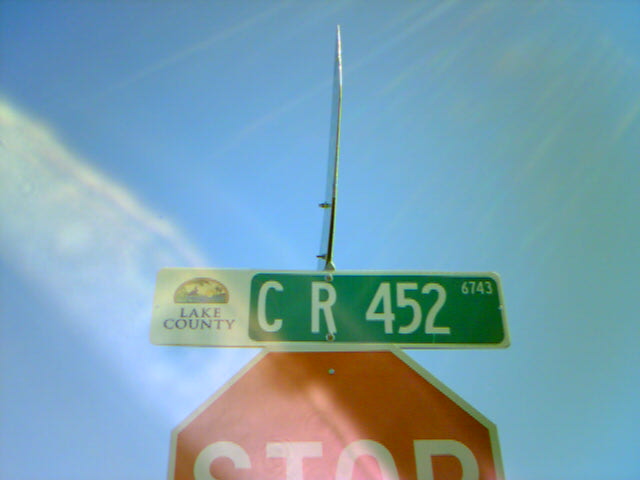 LAKE
COUNTY
C R 452 6743
STOP